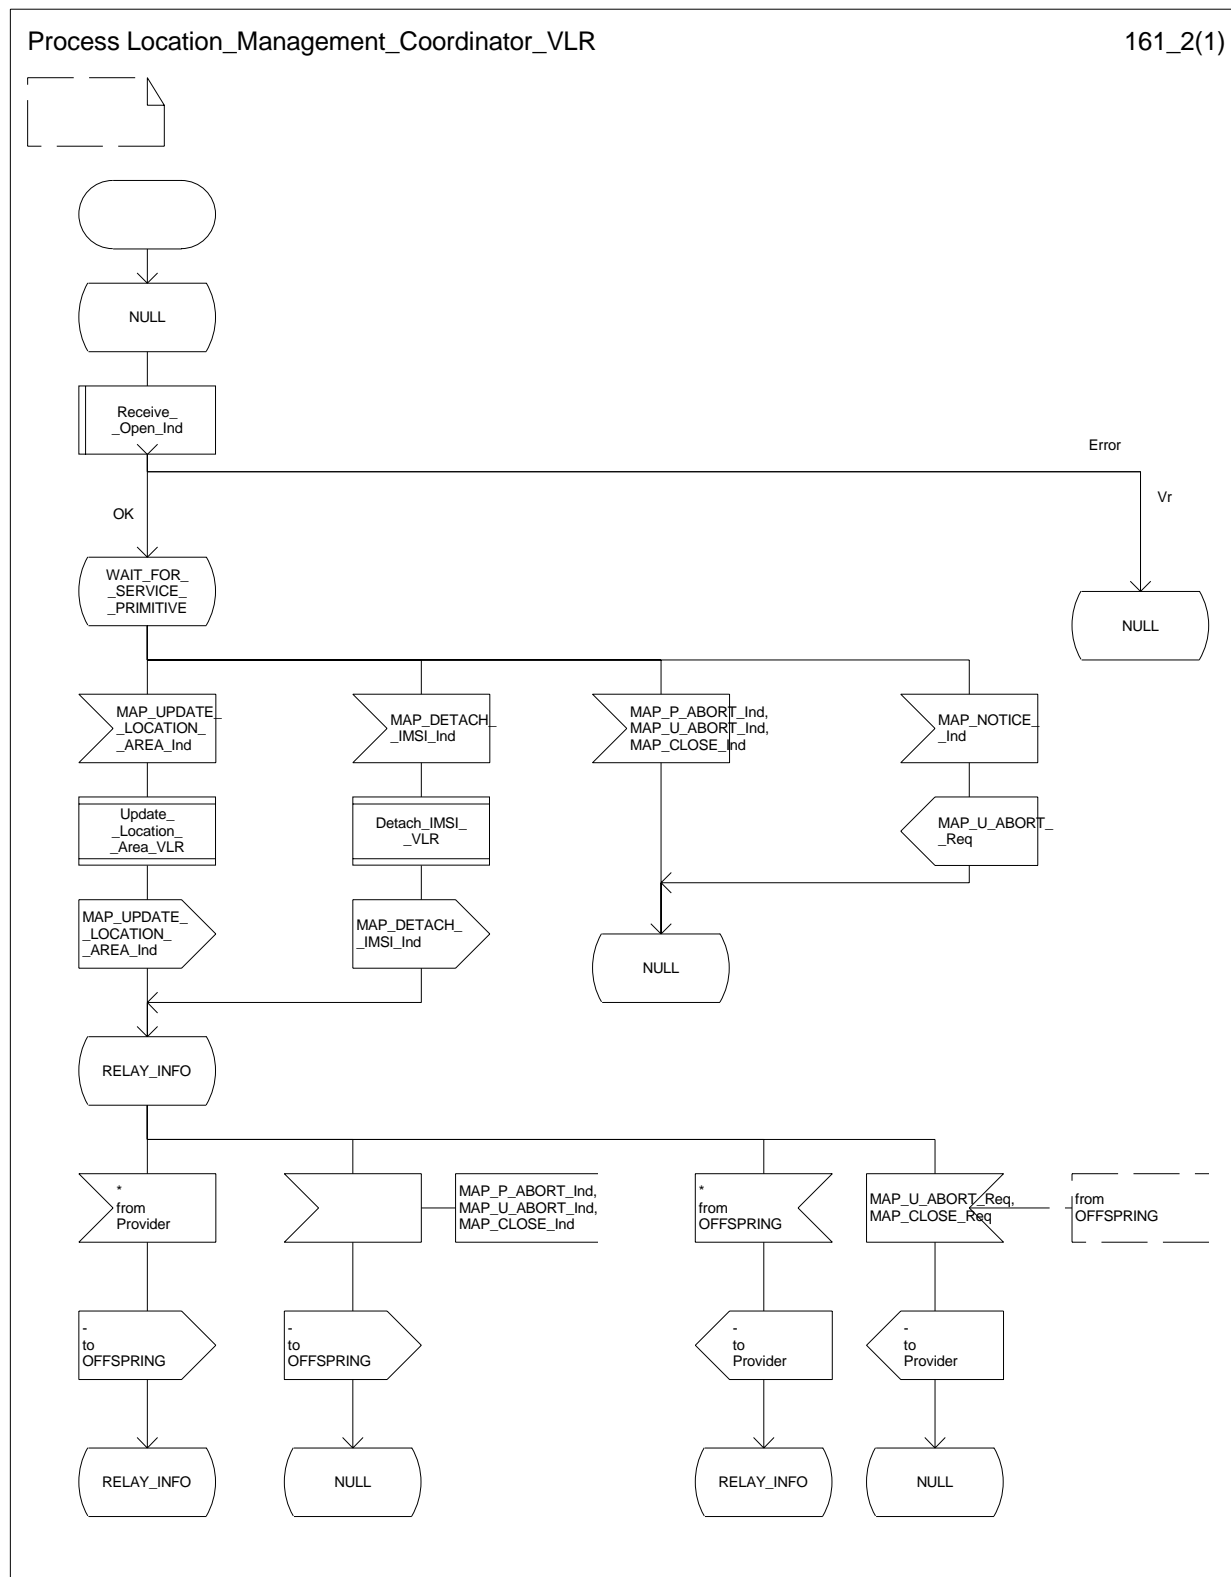 Process Location_Management_Coordinator_VLR
161_2(1)
NULL
Receive_
_Open_Ind
Error
Vr
OK
WAIT_FOR_
_SERVICE_
_PRIMITIVE
NULL
MAP_UPDATE_
_LOCATION_
_AREA_Ind
MAP_DETACH_
_IMSI_Ind
MAP_P_ABORT_Ind,
MAP_U_ABORT_Ind,
MAP_CLOSE_Ind
MAP_NOTICE_
_Ind
Update_
_Location_
_Area_VLR
Detach_IMSI_
_VLR
MAP_U_ABORT_
_Req
MAP_UPDATE_
_LOCATION_
_AREA_Ind
MAP_DETACH_
_IMSI_Ind
NULL
RELAY_INFO
*
from
Provider
MAP_P_ABORT_Ind,
MAP_U_ABORT_Ind,
MAP_CLOSE_Ind
*
from
OFFSPRING
MAP_U_ABORT_Req,
MAP_CLOSE_Req
from
OFFSPRING
-
to
OFFSPRING
-
to
OFFSPRING
-
to
Provider
-
to
Provider
RELAY_INFO
NULL
RELAY_INFO
NULL